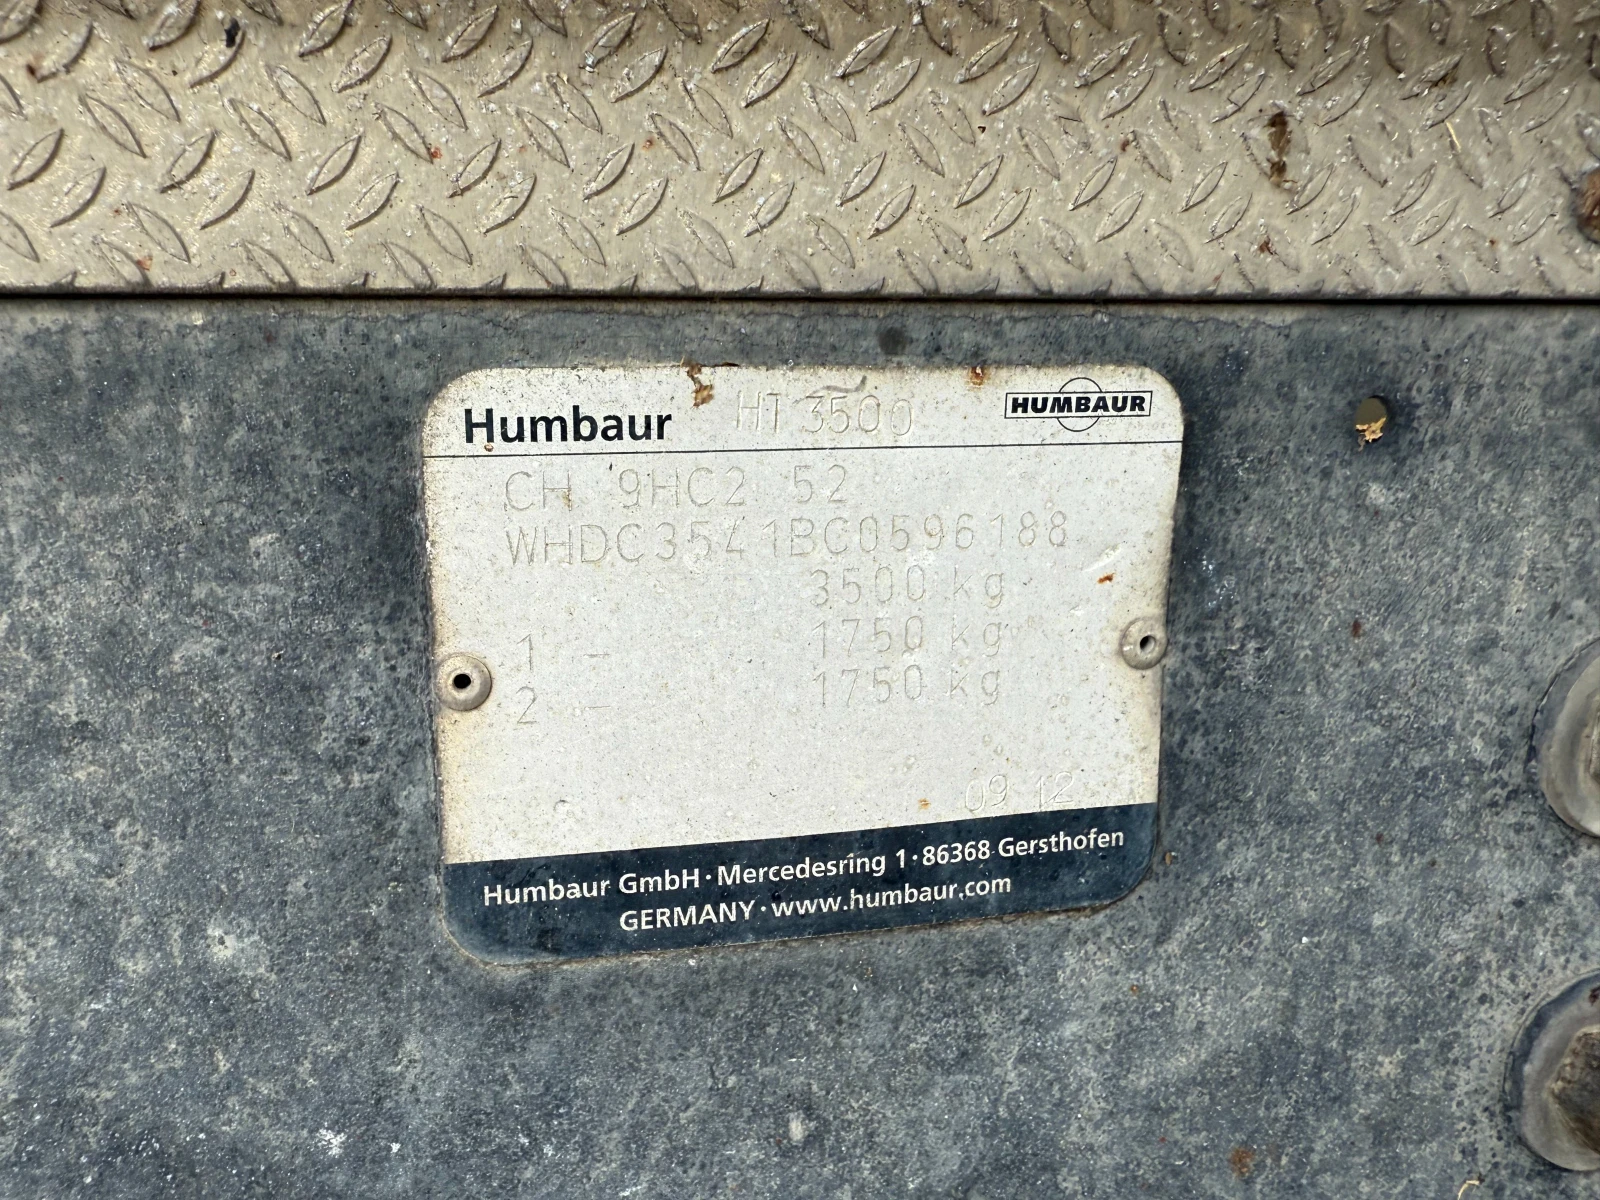 Humbaur HT 3500 HUMBAUR
CH 9HC2 52
WHDC3541BC0596188
3500 kg
1 - 1750 kg
2 - 1750 kg
09 12
Humbaur GmbH · Mercedesring 1 · 86368 Gersthofen
GERMANY · www.humbaur.com